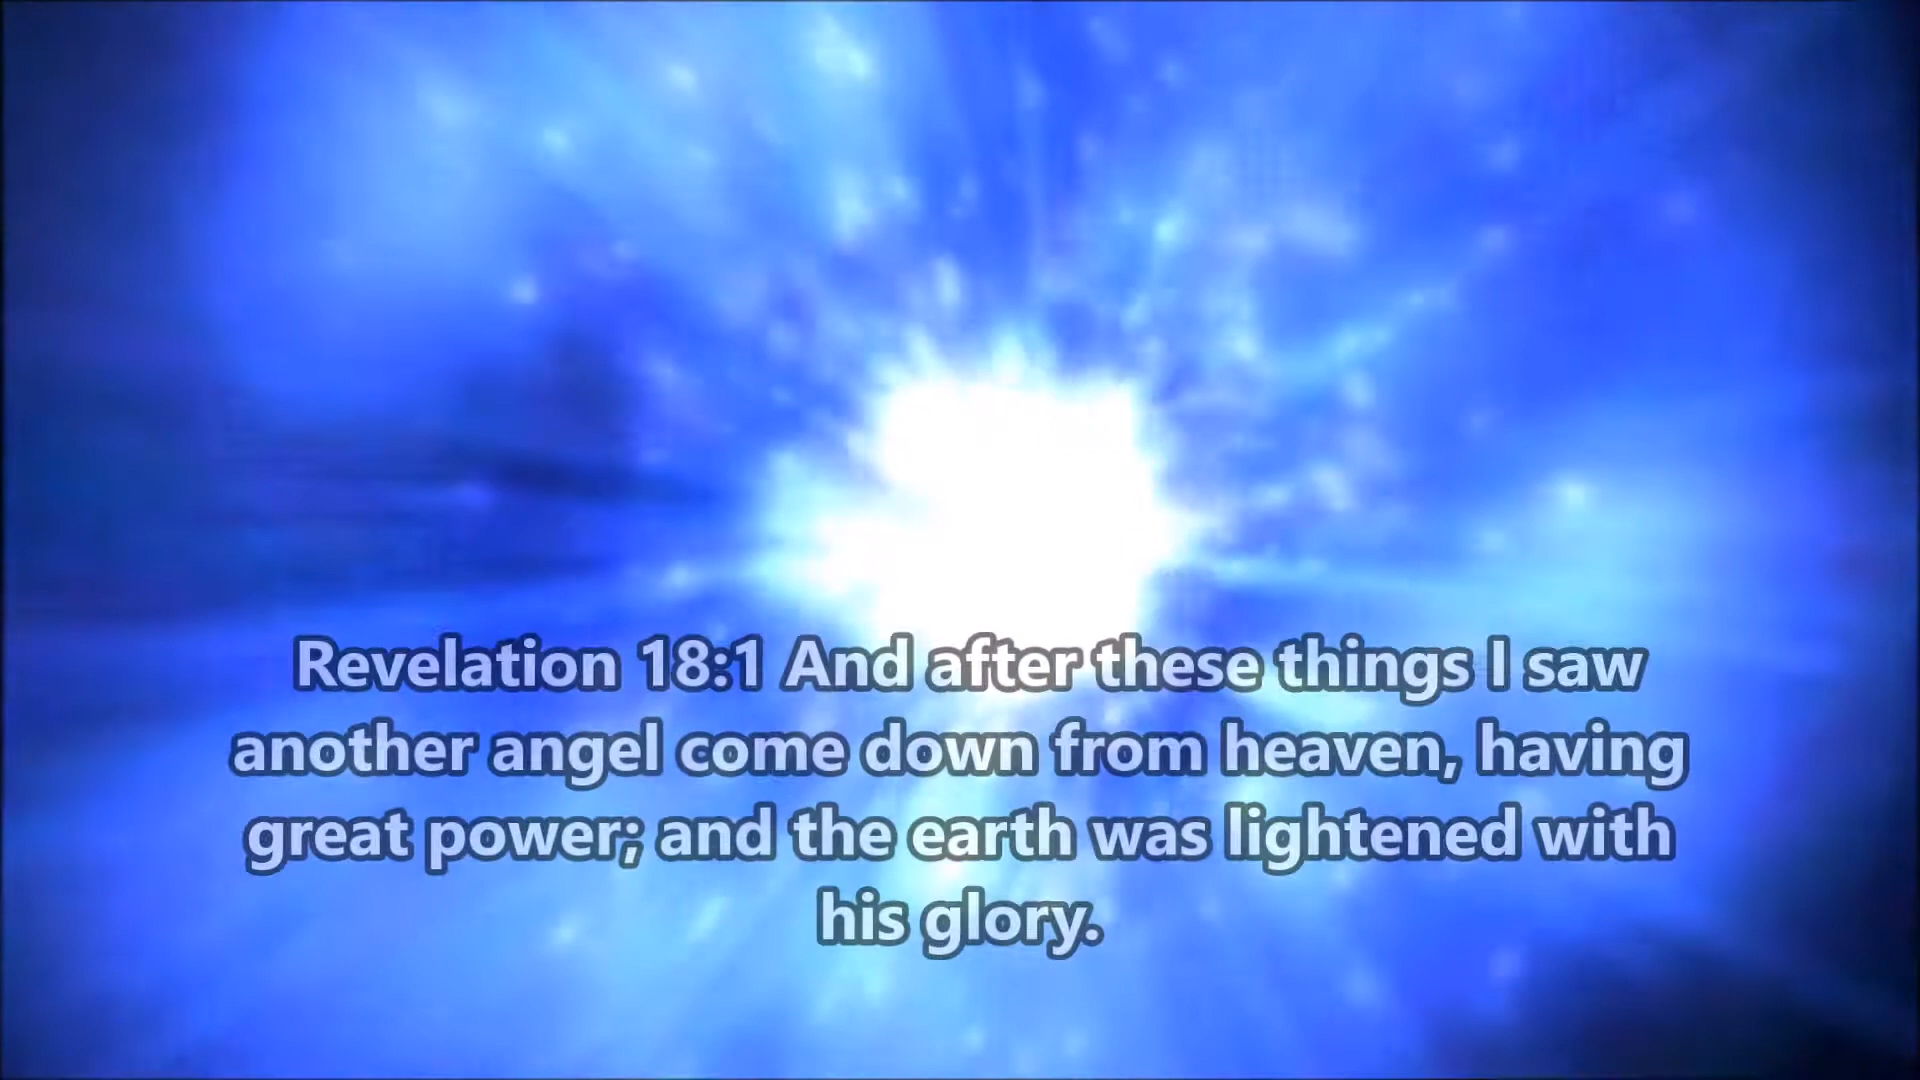 Revelation 18:1 And after these things I saw
another angel come down from heaven, having
great power; and the earth was lightened with
his glory.